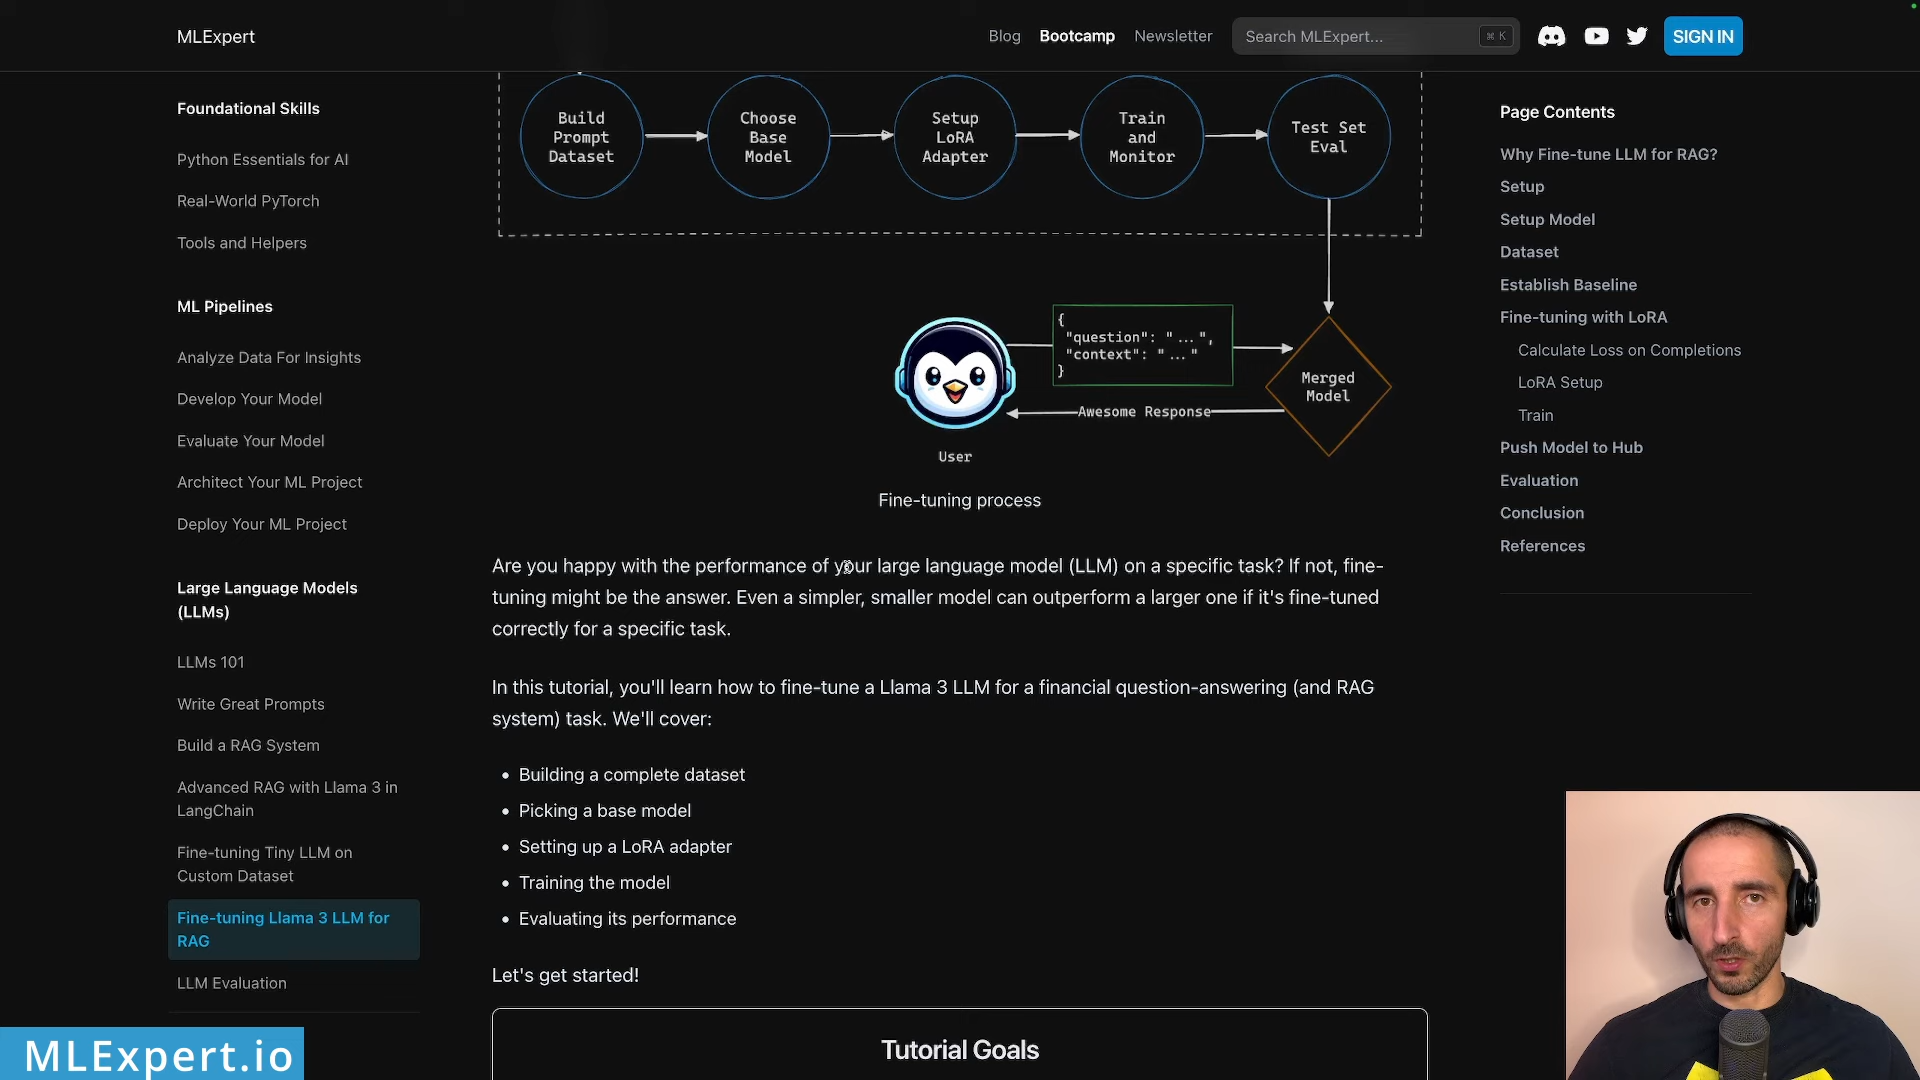 MLExpert
Blog
Bootcamp
Newsletter
Search MLExpert...
⌘ K
SIGN IN
Foundational Skills
Python Essentials for AI
Real-World PyTorch
Tools and Helpers
ML Pipelines
Analyze Data For Insights
Develop Your Model
Evaluate Your Model
Architect Your ML Project
Deploy Your ML Project
Large Language Models
(LLMs)
LLMs 101
Write Great Prompts
Build a RAG System
Advanced RAG with Llama 3 in
LangChain
Fine-tuning Tiny LLM on
Custom Dataset
Fine-tuning Llama 3 LLM for
RAG
LLM Evaluation
Build
Prompt
Dataset
Choose
Base
Model
Setup
LoRA
Adapter
Train
and
Monitor
Test Set
Eval
{
"question": "...",
"context": "..."
}
Merged
Model
Awesome Response
User
Fine-tuning process
Are you happy with the performance of your large language model (LLM) on a specific task? If not, fine-
tuning might be the answer. Even a simpler, smaller model can outperform a larger one if it's fine-tuned
correctly for a specific task.
In this tutorial, you'll learn how to fine-tune a Llama 3 LLM for a financial question-answering (and RAG
system) task. We'll cover:
• Building a complete dataset
• Picking a base model
• Setting up a LoRA adapter
• Training the model
• Evaluating its performance
Let's get started!
Tutorial Goals
Page Contents
Why Fine-tune LLM for RAG?
Setup
Setup Model
Dataset
Establish Baseline
Fine-tuning with LoRA
Calculate Loss on Completions
LoRA Setup
Train
Push Model to Hub
Evaluation
Conclusion
References
MLExpert.io